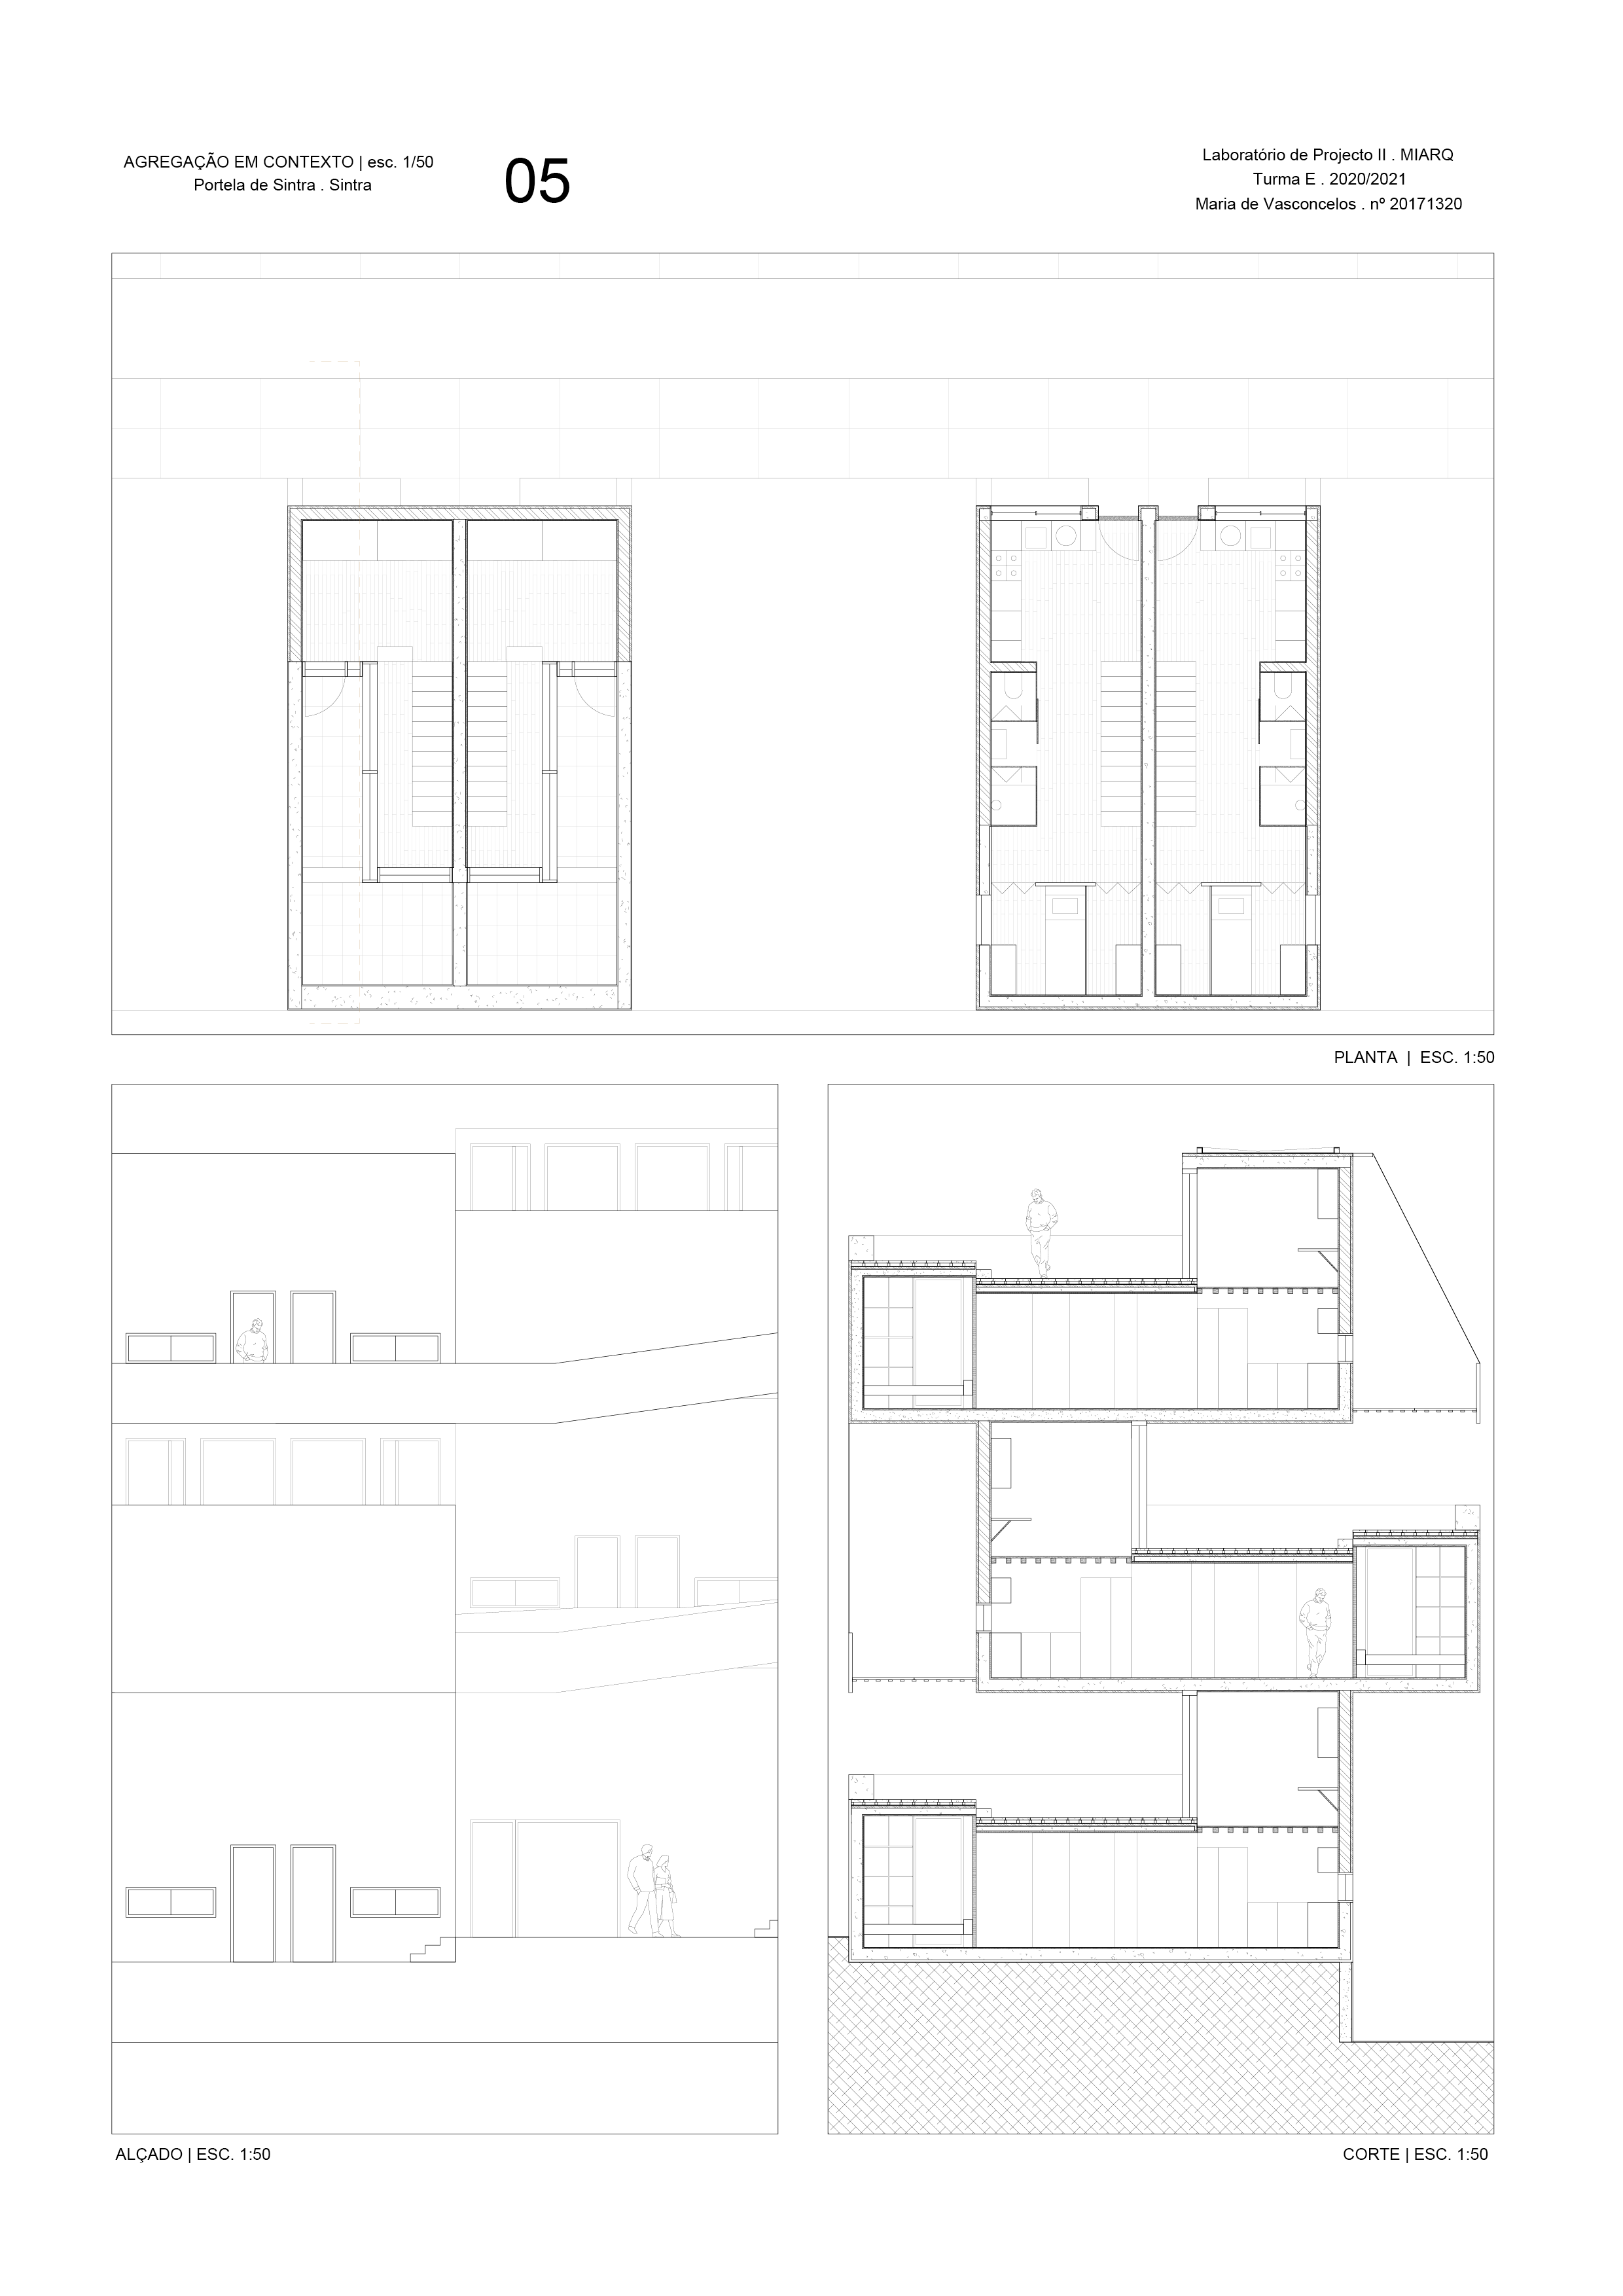 AGREGAÇÃO EM CONTEXTO | esc. 1/50
Portela de Sintra . Sintra
05
Laboratório de Projecto II . MIARQ
Turma E . 2020/2021
Maria de Vasconcelos . nº 20171320
PLANTA | ESC. 1:50
ALÇADO | ESC. 1:50
CORTE | ESC. 1:50